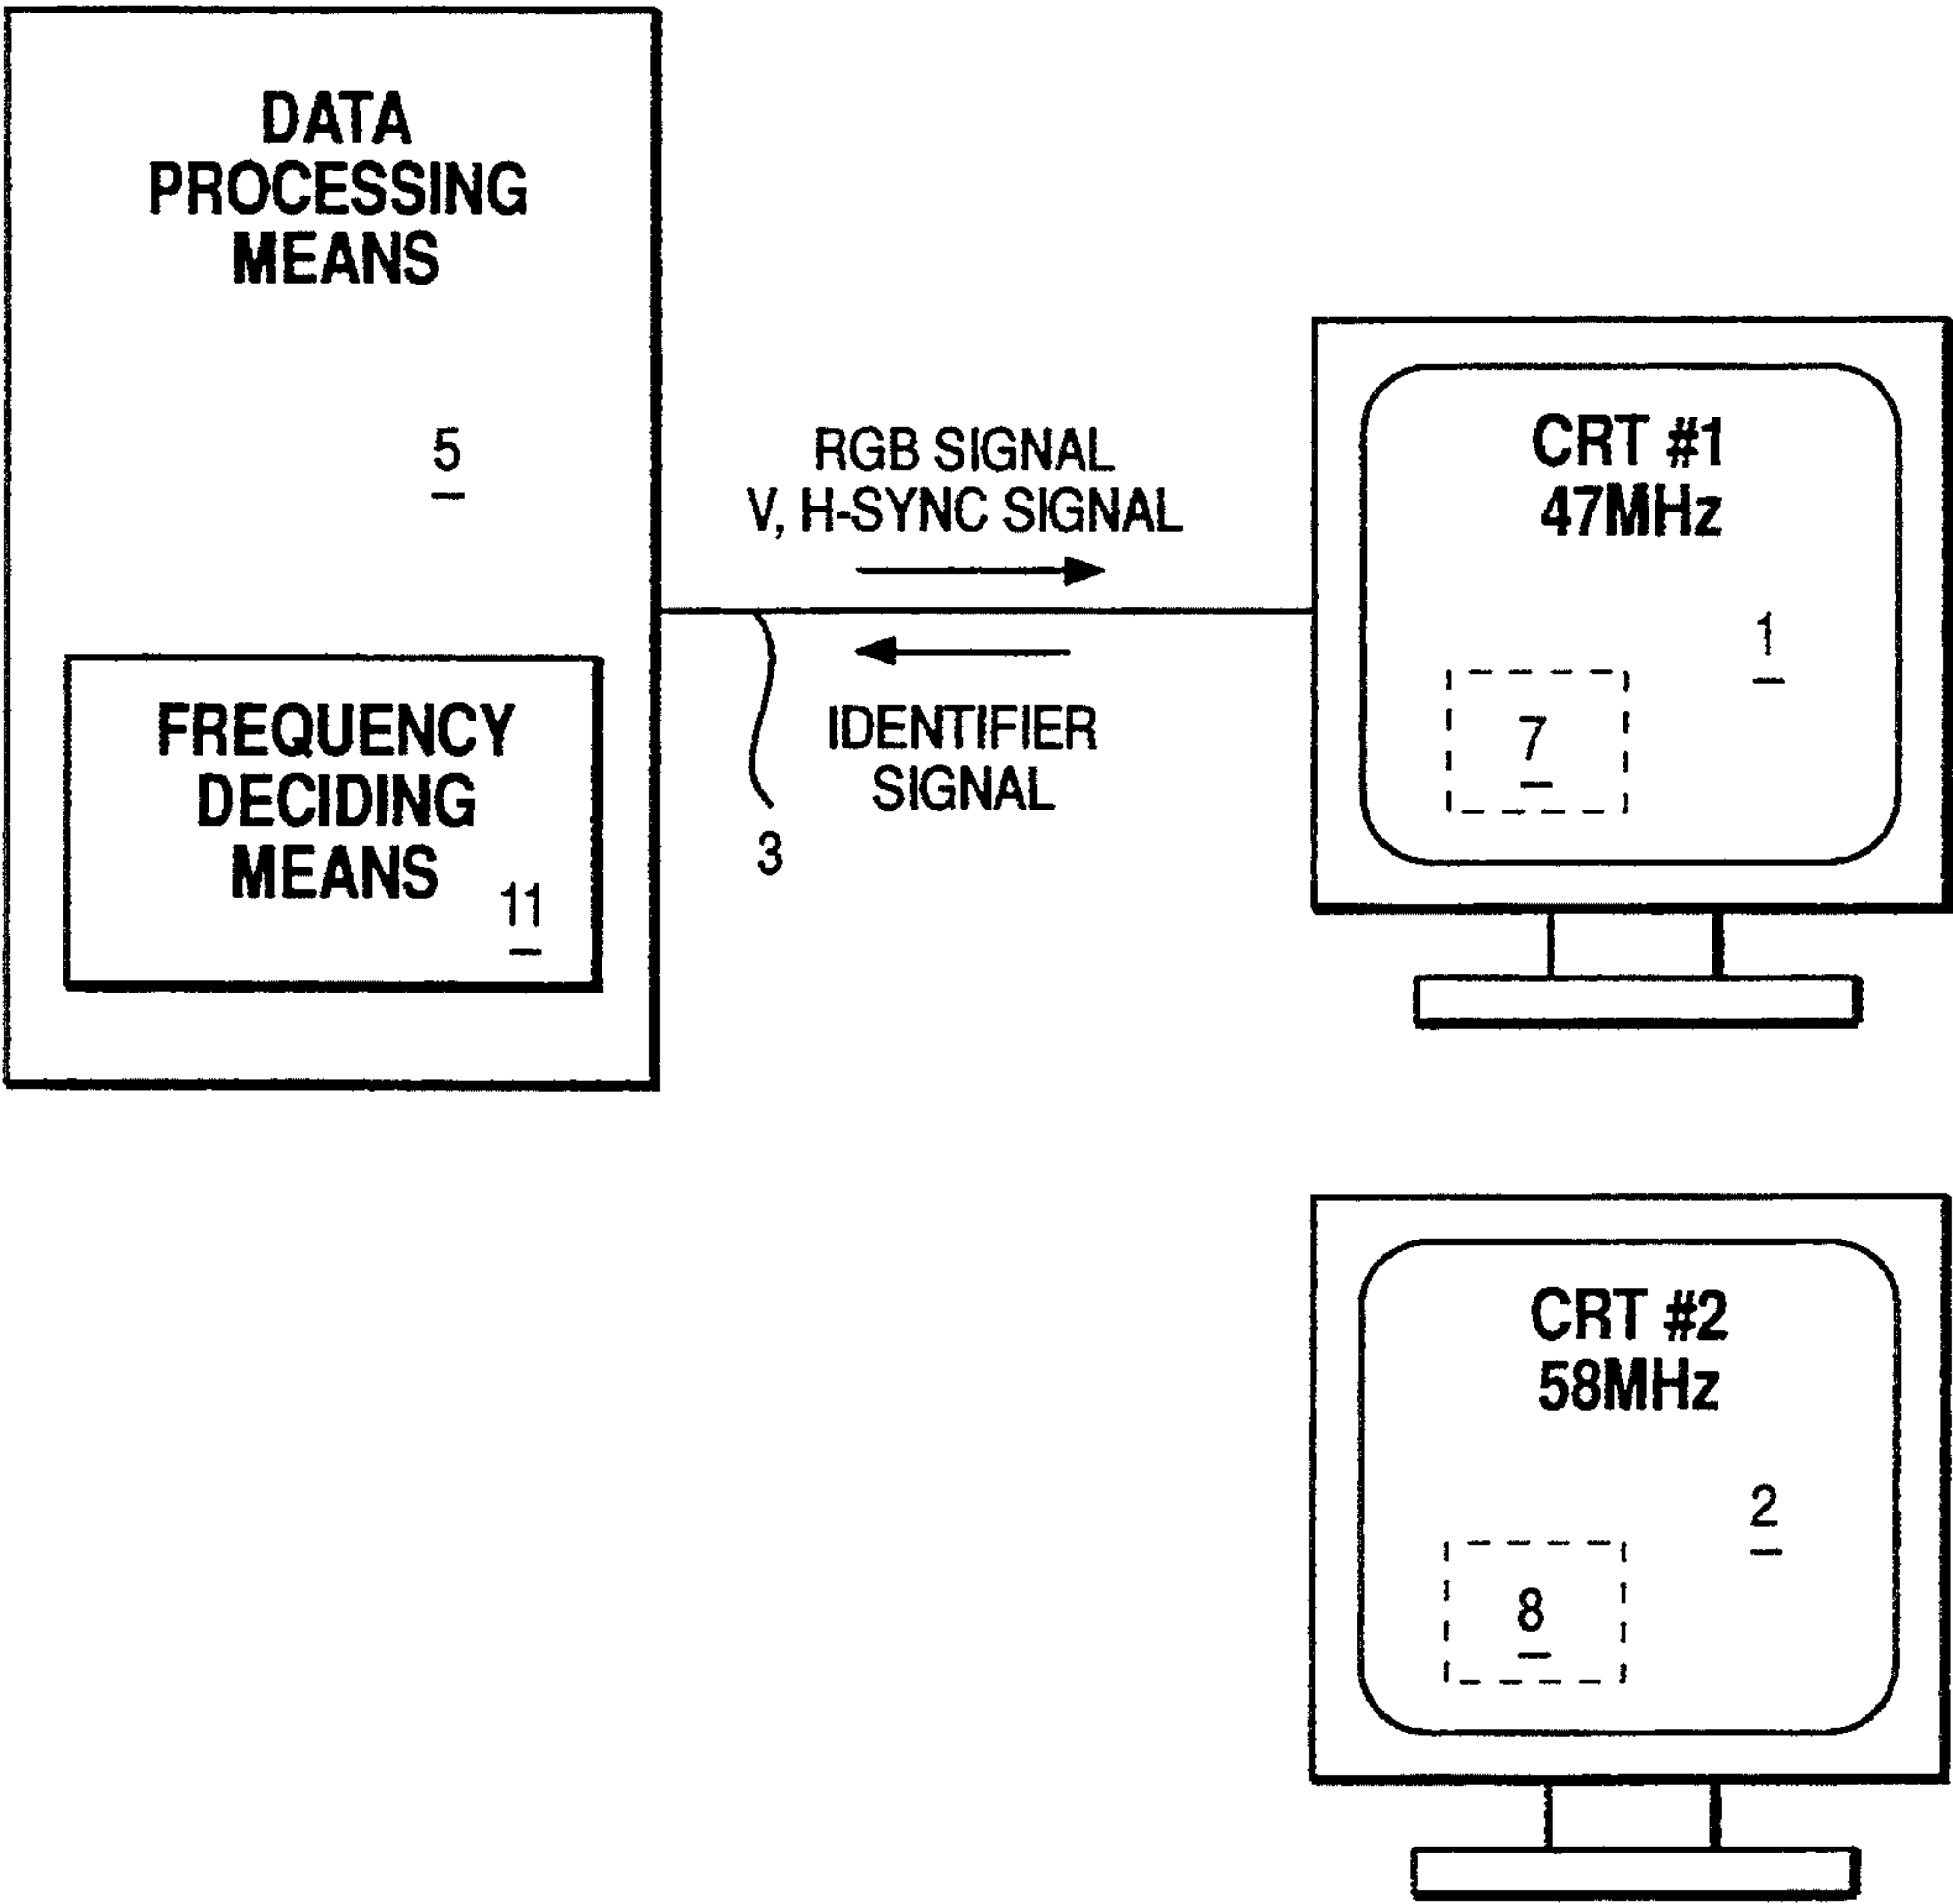 DATA
PROCESSING
MEANS
5
FREQUENCY
DECIDING
MEANS
11
RGB SIGNAL
V, H-SYNC SIGNAL
IDENTIFIER
SIGNAL
3
CRT #1
47MHz
1
7
CRT #2
58MHz
2
8